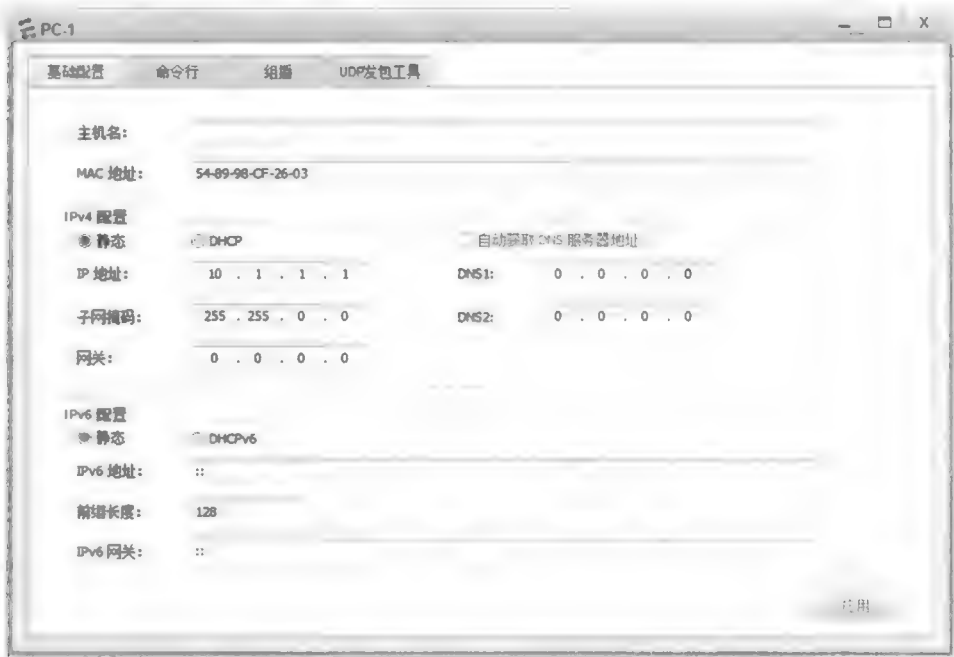 PC-1
基础配置 命令行 组播 UDP发包工具
主机名:
MAC 地址: 54-89-98-CF-26-03
IPv4 配置
静态 DHCP 自动获取 DNS 服务器地址
IP 地址: 10 . 1 . 1 . 1 DNS1: 0 . 0 . 0 . 0
子网掩码: 255 . 255 . 0 . 0 DNS2: 0 . 0 . 0 . 0
网关: 0 . 0 . 0 . 0
IPv6 配置
静态 DHCPv6
IPv6 地址: ::
前缀长度: 128
IPv6 网关: ::
应用